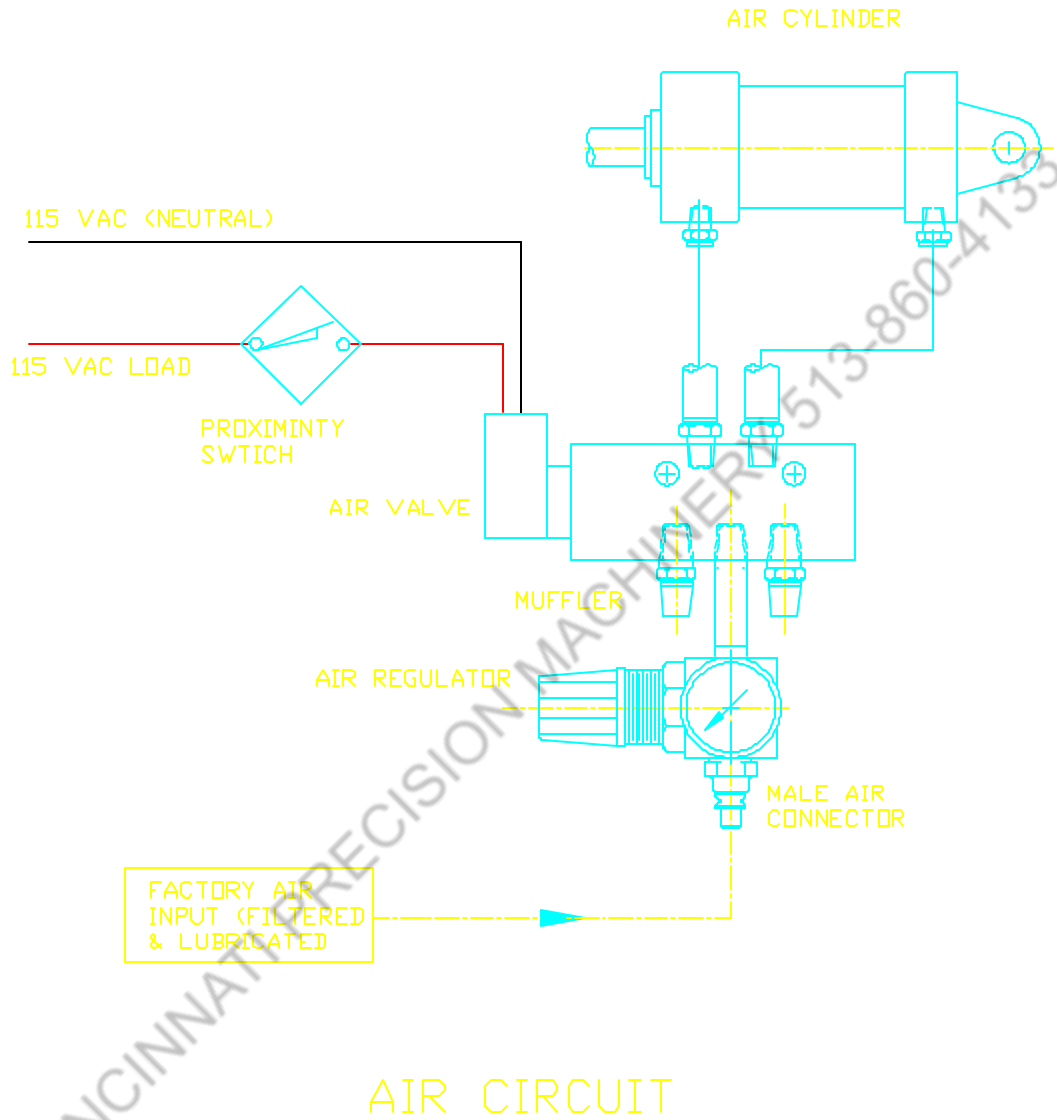 AIR CYLINDER
115 VAC (NEUTRAL)
115 VAC LOAD
PROXIMINTY
SWTICH
AIR VALVE
MUFFLER
AIR REGULATOR
MALE AIR
CONNECTOR
FACTORY AIR
INPUT (FILTERED
& LUBRICATED
AIR CIRCUIT
NCINNATI PRECISION MACHINERY 513-860-4133